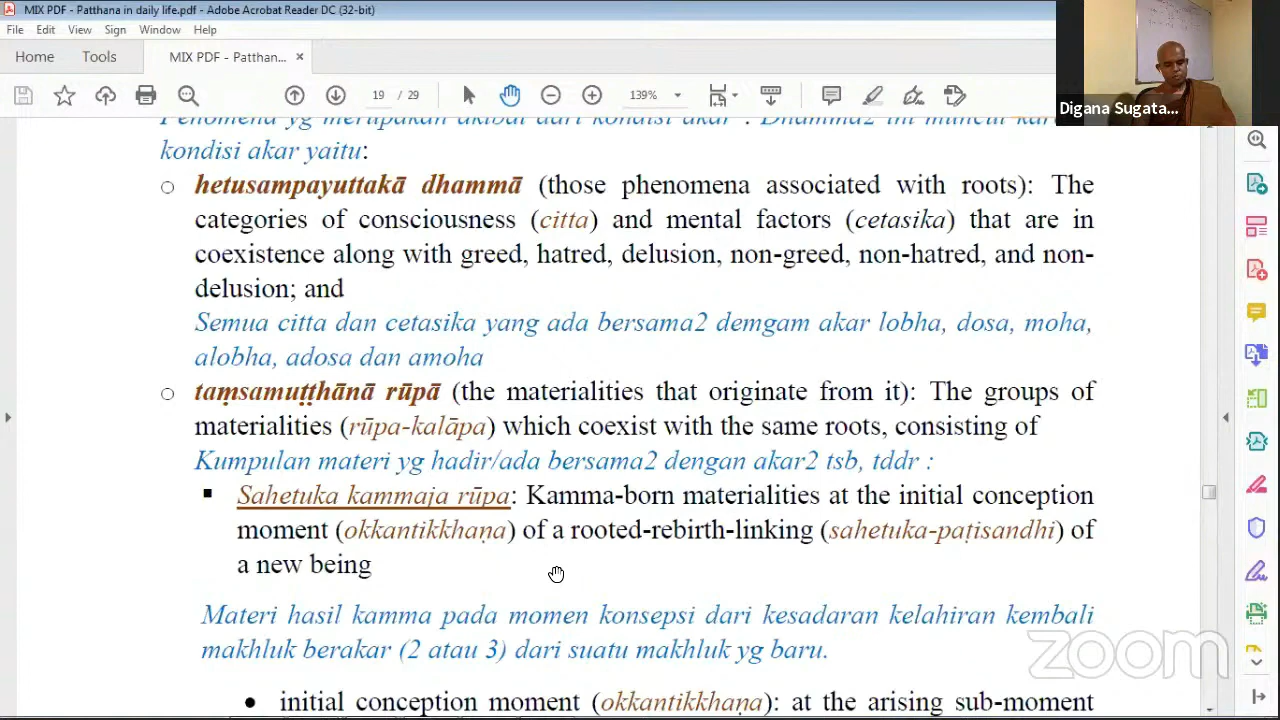 MIX PDF - Patthana in daily life.pdf - Adobe Acrobat Reader DC (32-bit)
File Edit View Sign Window Help
Home Tools MIX PDF - Patthan... ×
19 / 29 139%
Digana Sugata...
kondisi akar yaitu:
hetusampayuttakā dhammā (those phenomena associated with roots): The
categories of consciousness (citta) and mental factors (cetasika) that are in
coexistence along with greed, hatred, delusion, non-greed, non-hatred, and non-
delusion; and
Semua citta dan cetasika yang ada bersama2 demgam akar lobha, dosa, moha,
alobha, adosa dan amoha
taṃsamuṭṭhānā rūpā (the materialities that originate from it): The groups of
materialities (rūpa-kalāpa) which coexist with the same roots, consisting of
Kumpulan materi yg hadir/ada bersama2 dengan akar2 tsb, tddr :
Sahetuka kammaja rūpa: Kamma-born materialities at the initial conception
moment (okkantikkhaṇa) of a rooted-rebirth-linking (sahetuka-paṭisandhi) of
a new being
Materi hasil kamma pada momen konsepsi dari kesadaran kelahiran kembali
makhluk berakar (2 atau 3) dari suatu makhluk yg baru.
zoom
initial conception moment (okkantikkhaṇa): at the arising sub-moment